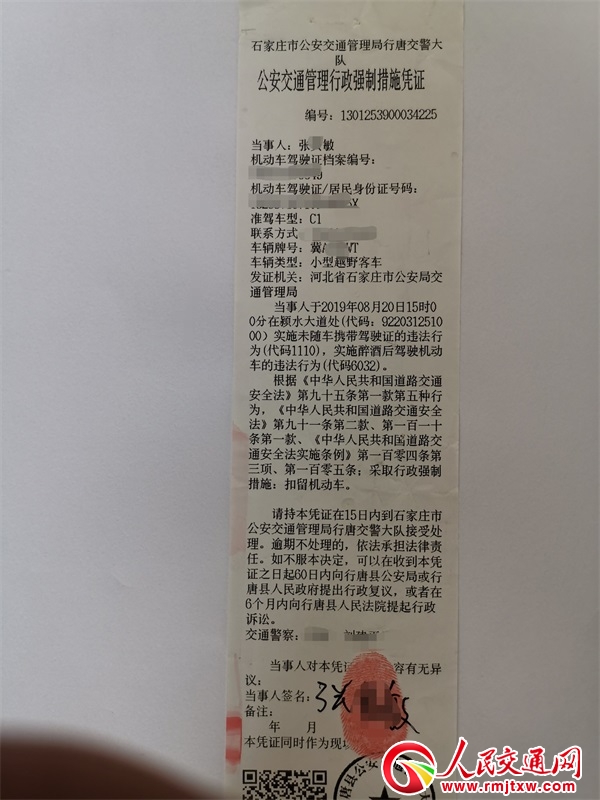 石家庄市公安交通管理局行唐交警大
队
公安交通管理行政强制措施凭证
编号：1301253900034225
当事人：张 敏
机动车驾驶证档案编号：
机动车驾驶证/居民身份证号码：
X
准驾车型：C1
联系方式
车辆牌号：冀A WT
车辆类型：小型越野客车
发证机关：河北省石家庄市公安局交
通管理局
当事人于2019年08月20日15时0
0分在颍水大道处(代码：9220312510
00）实施未随车携带驾驶证的违法行
为(代码1110)，实施醉酒后驾驶机动
车的违法行为(代码6032)。
根据《中华人民共和国道路交通
安全法》第九十五条第一款第五种行
为，《中华人民共和国道路交通安全
法》第九十一条第二款、第一百一十
条第一款、《中华人民共和国道路交
通安全法实施条例》第一百零四条第
三项、第一百零五条；采取行政强制
措施：扣留机动车。
请持本凭证在15日内到石家庄市
公安交通管理局行唐交警大队接受处
理。逾期不处理的，依法承担法律责
任。如不服本决定，可以在收到本凭
证之日起60日内向行唐县公安局或行
唐县人民政府提出行政复议，或者在
6个月内向行唐县人民法院提起行政
诉讼。
交通警察：
当事人对本凭证 容有无异
议：
当事人签名：张 敏
备注：
年 月
本凭证同时作为现
唐县公安
人民交通网
www.rmjtxw.com